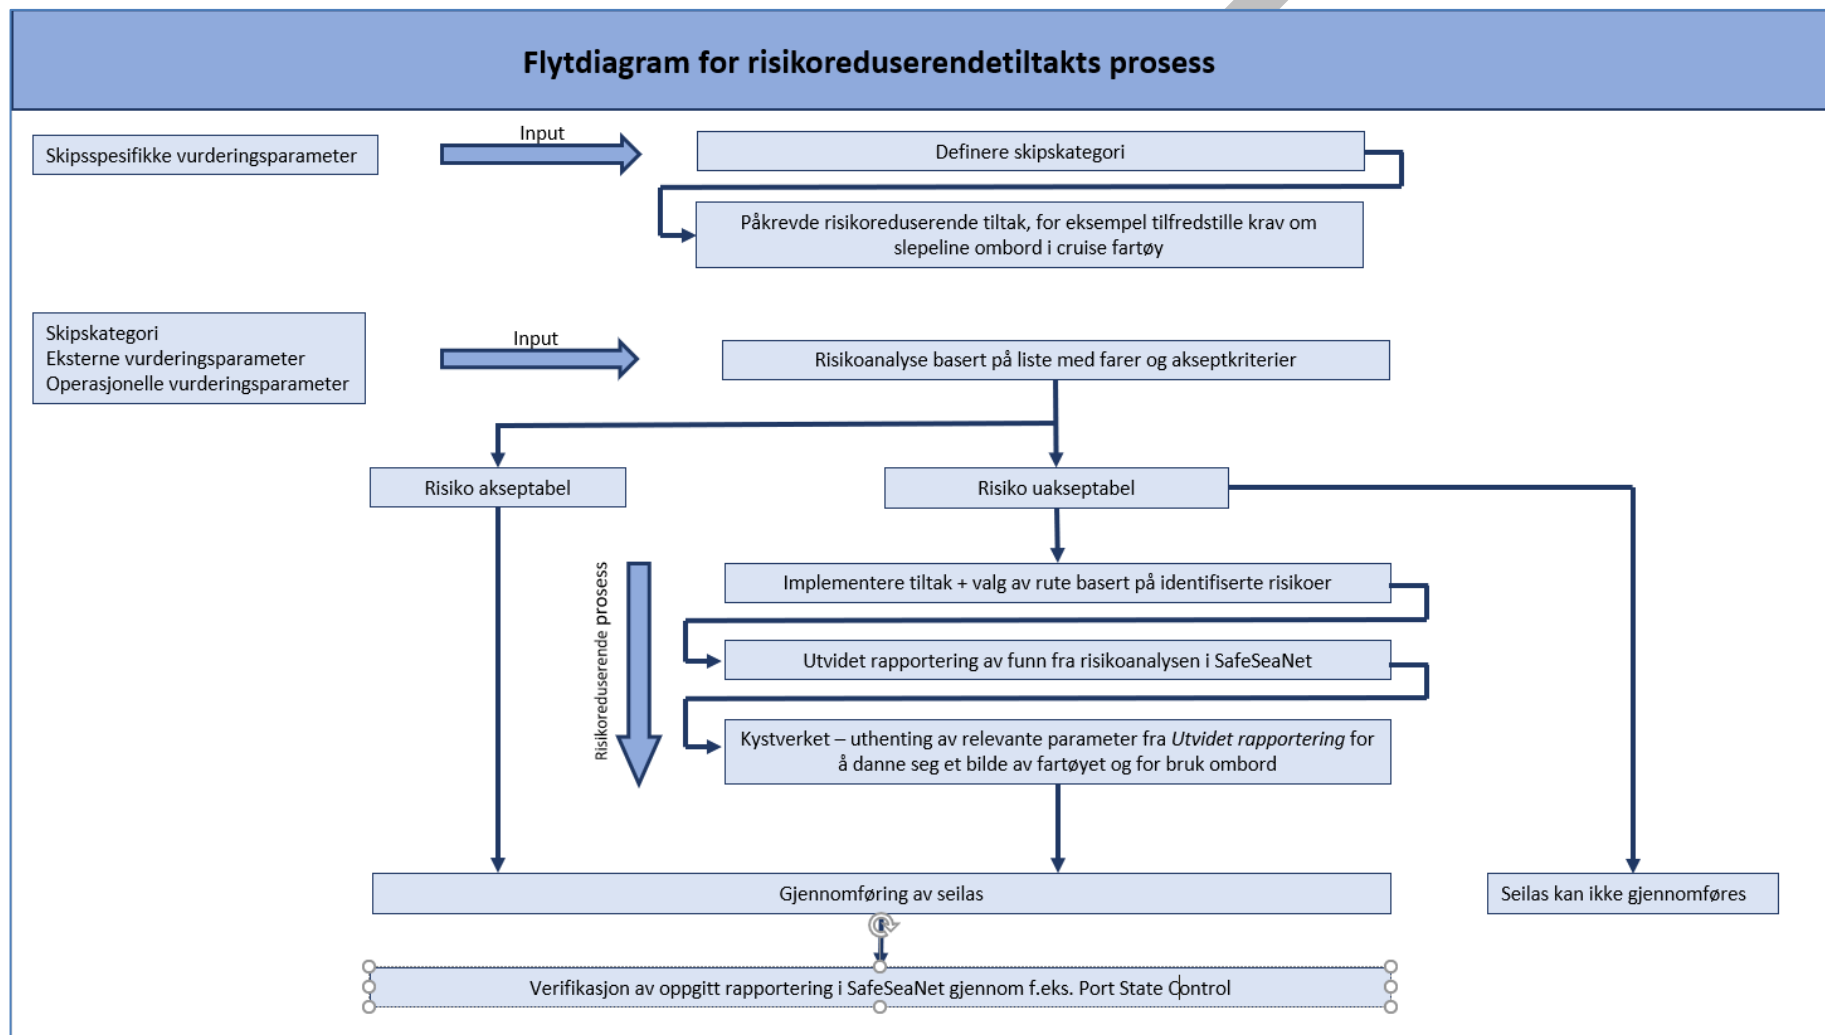 Flytdiagram for risikoreduserendetiltakts prosess
Skipsspesifikke vurderingsparameter
Input
Definere skipskategori
Påkrevde risikoreduserende tiltak, for eksempel tilfredstille krav om
slepeline ombord i cruise fartøy
Skipskategori
Eksterne vurderingsparameter
Operasjonelle vurderingsparameter
Input
Risikoanalyse basert på liste med farer og akseptkriterier
Risiko akseptabel
Risiko uakseptabel
Risikoreduserende prosess
Implementere tiltak + valg av rute basert på identifiserte risikoer
Utvidet rapportering av funn fra risikoanalysen i SafeSeaNet
Kystverket – uthenting av relevante parameter fra Utvidet rapportering for
å danne seg et bilde av fartøyet og for bruk ombord
Gjennomføring av seilas
Seilas kan ikke gjennomføres
Verifikasjon av oppgitt rapportering i SafeSeaNet gjennom f.eks. Port State Control